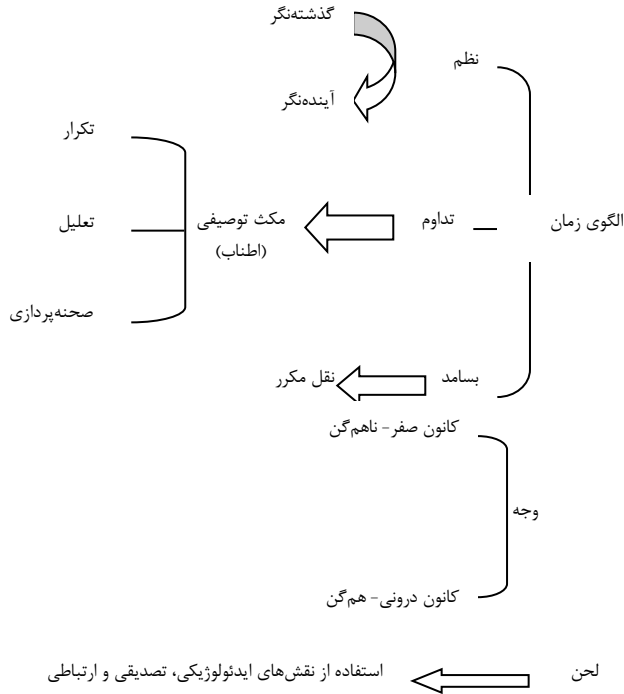 گذشته‌نگر
نظم
آینده‌نگر
تکرار
الگوی زمان
تداوم
مکث توصیفی
(اطناب)
تعلیل
صحنه‌پردازی
بسامد
نقل مکرر
کانون صفر- ناهم‌گن
وجه
کانون درونی- هم‌گن
لحن
استفاده از نقش‌های ایدئولوژیکی، تصدیقی و ارتباطی